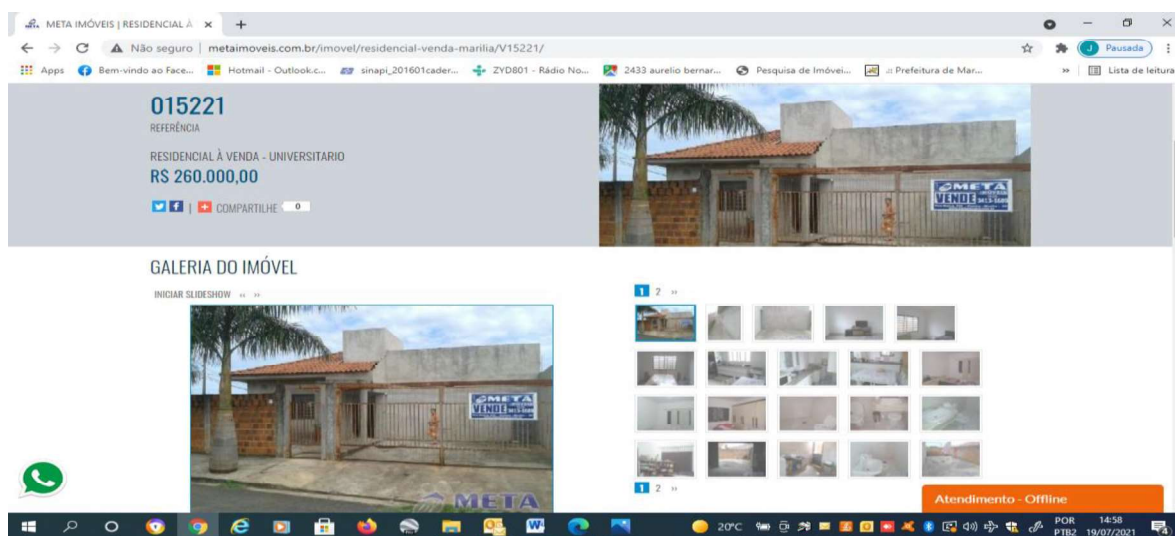 META IMÓVEIS | RESIDENCIAL À
Não seguro | metaimoveis.com.br/imovel/residencial-venda-marilia/V15221/
J Pausada
Apps Bem-vindo ao Face... Hotmail - Outlook.c... sinapi_201601cader... ZYD801 - Rádio No... 2433 aurelio bernar... Pesquisa de Imóvei... .:: Prefeitura de Mar... Lista de leitura
015221
REFERÊNCIA
RESIDENCIAL À VENDA - UNIVERSITARIO
R$ 260.000,00
| COMPARTILHE 0
META
VENDE
GALERIA DO IMÓVEL
INICIAR SLIDESHOW ‹‹ ››
1 2 ››
META
VENDE
META
1 2 ››
Atendimento - Offline
20°C
POR
PTB2
14:58
19/07/2021
4